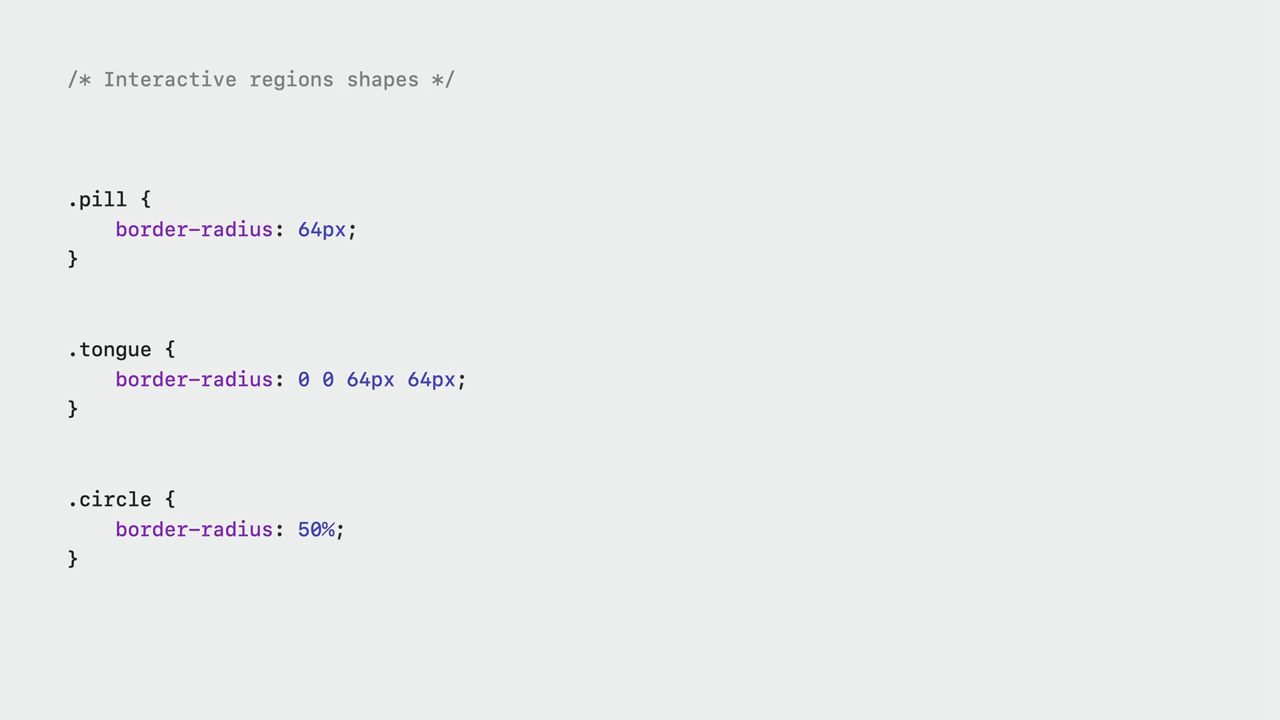 /* Interactive regions shapes */
.pill {
    border-radius: 64px;
}
.tongue {
    border-radius: 0 0 64px 64px;
}
.circle {
    border-radius: 50%;
}